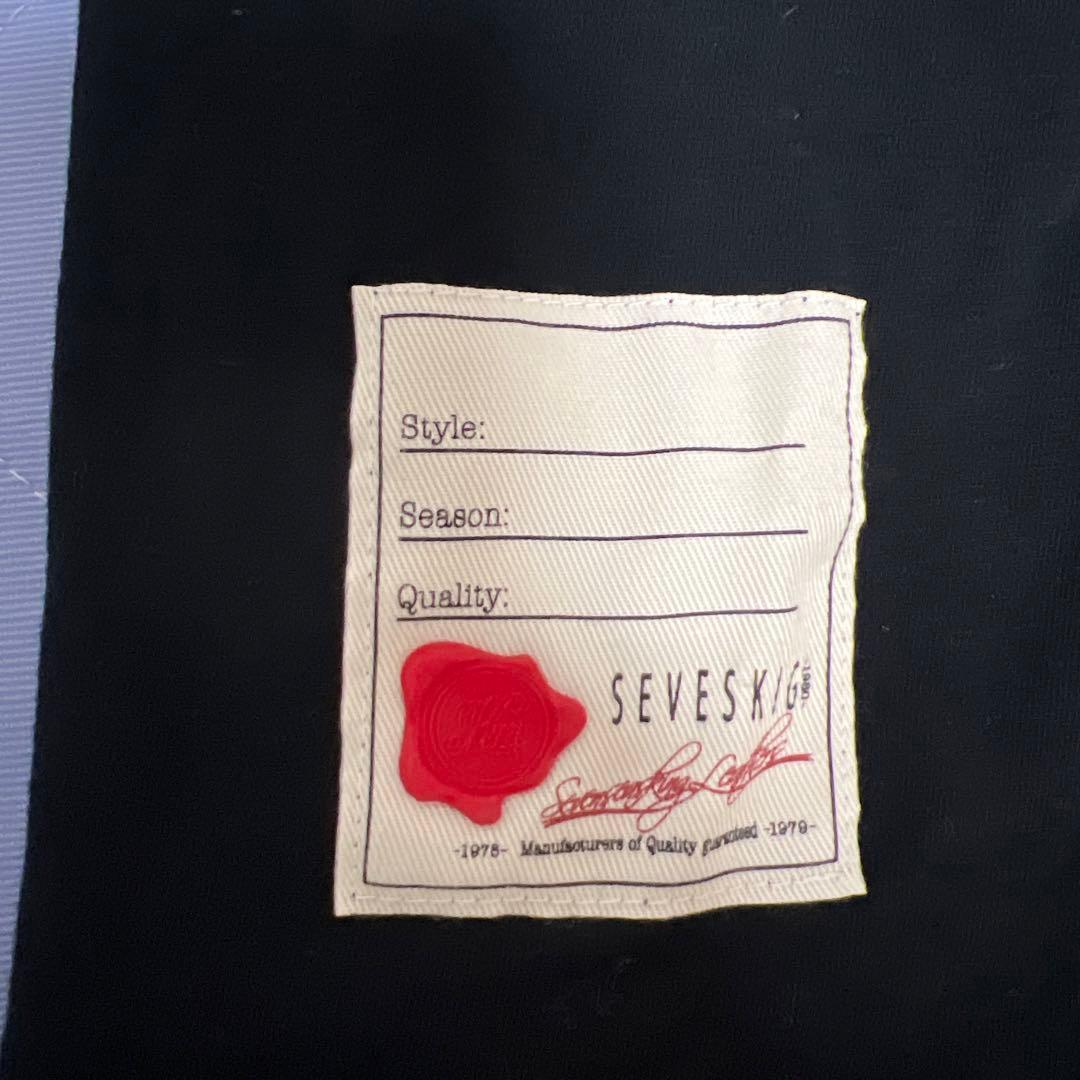 Style:
Season:
Quality:
SEVESKIG
-1978- Manufacturers of Quality guaranteed -1979-